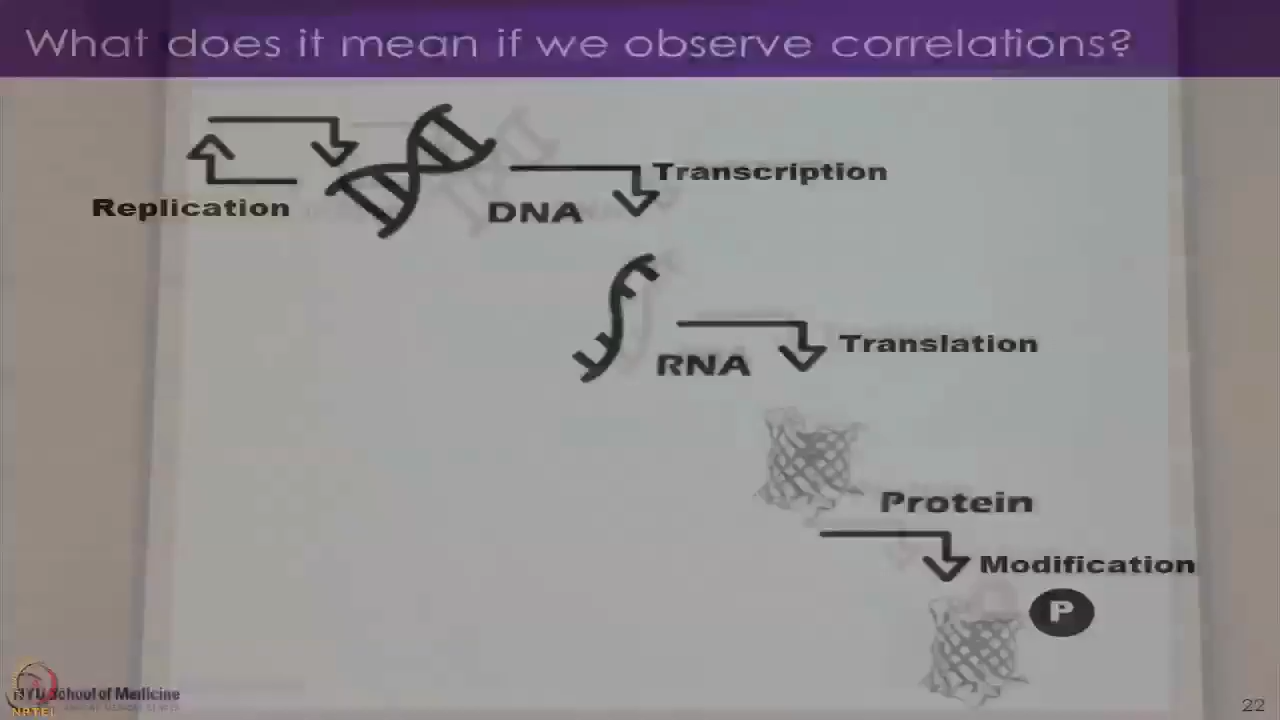 What does it mean if we observe correlations?
Transcription
Replication
DNA
Translation
RNA
Protein
Modification
P
School of Medicine
NPTEL
22